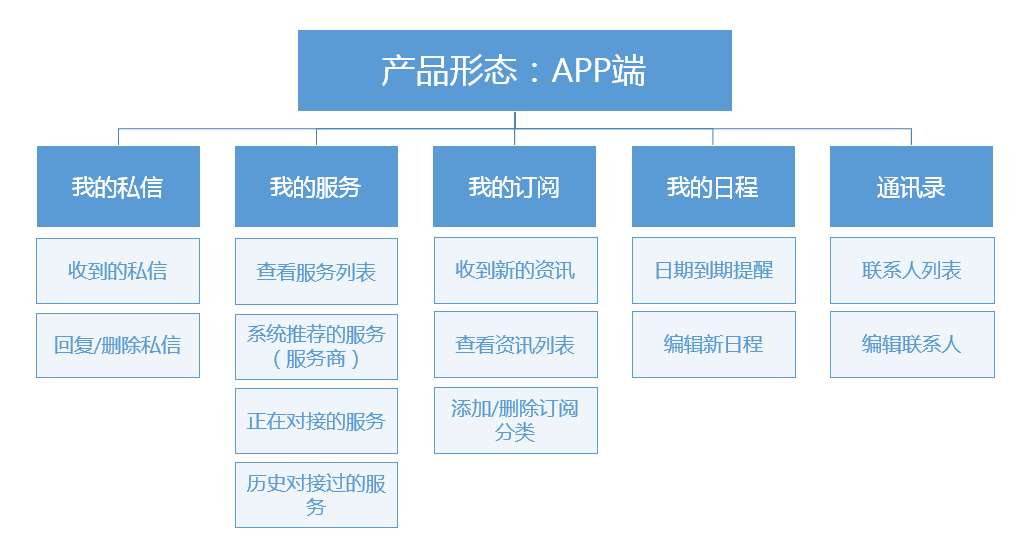 产品形态：APP端
我的私信
我的服务
我的订阅
我的日程
通讯录
收到的私信
回复/删除私信
查看服务列表
系统推荐的服务
（服务商）
正在对接的服务
历史对接过的服
务
收到新的资讯
查看资讯列表
添加/删除订阅
分类
日期到期提醒
编辑新日程
联系人列表
编辑联系人